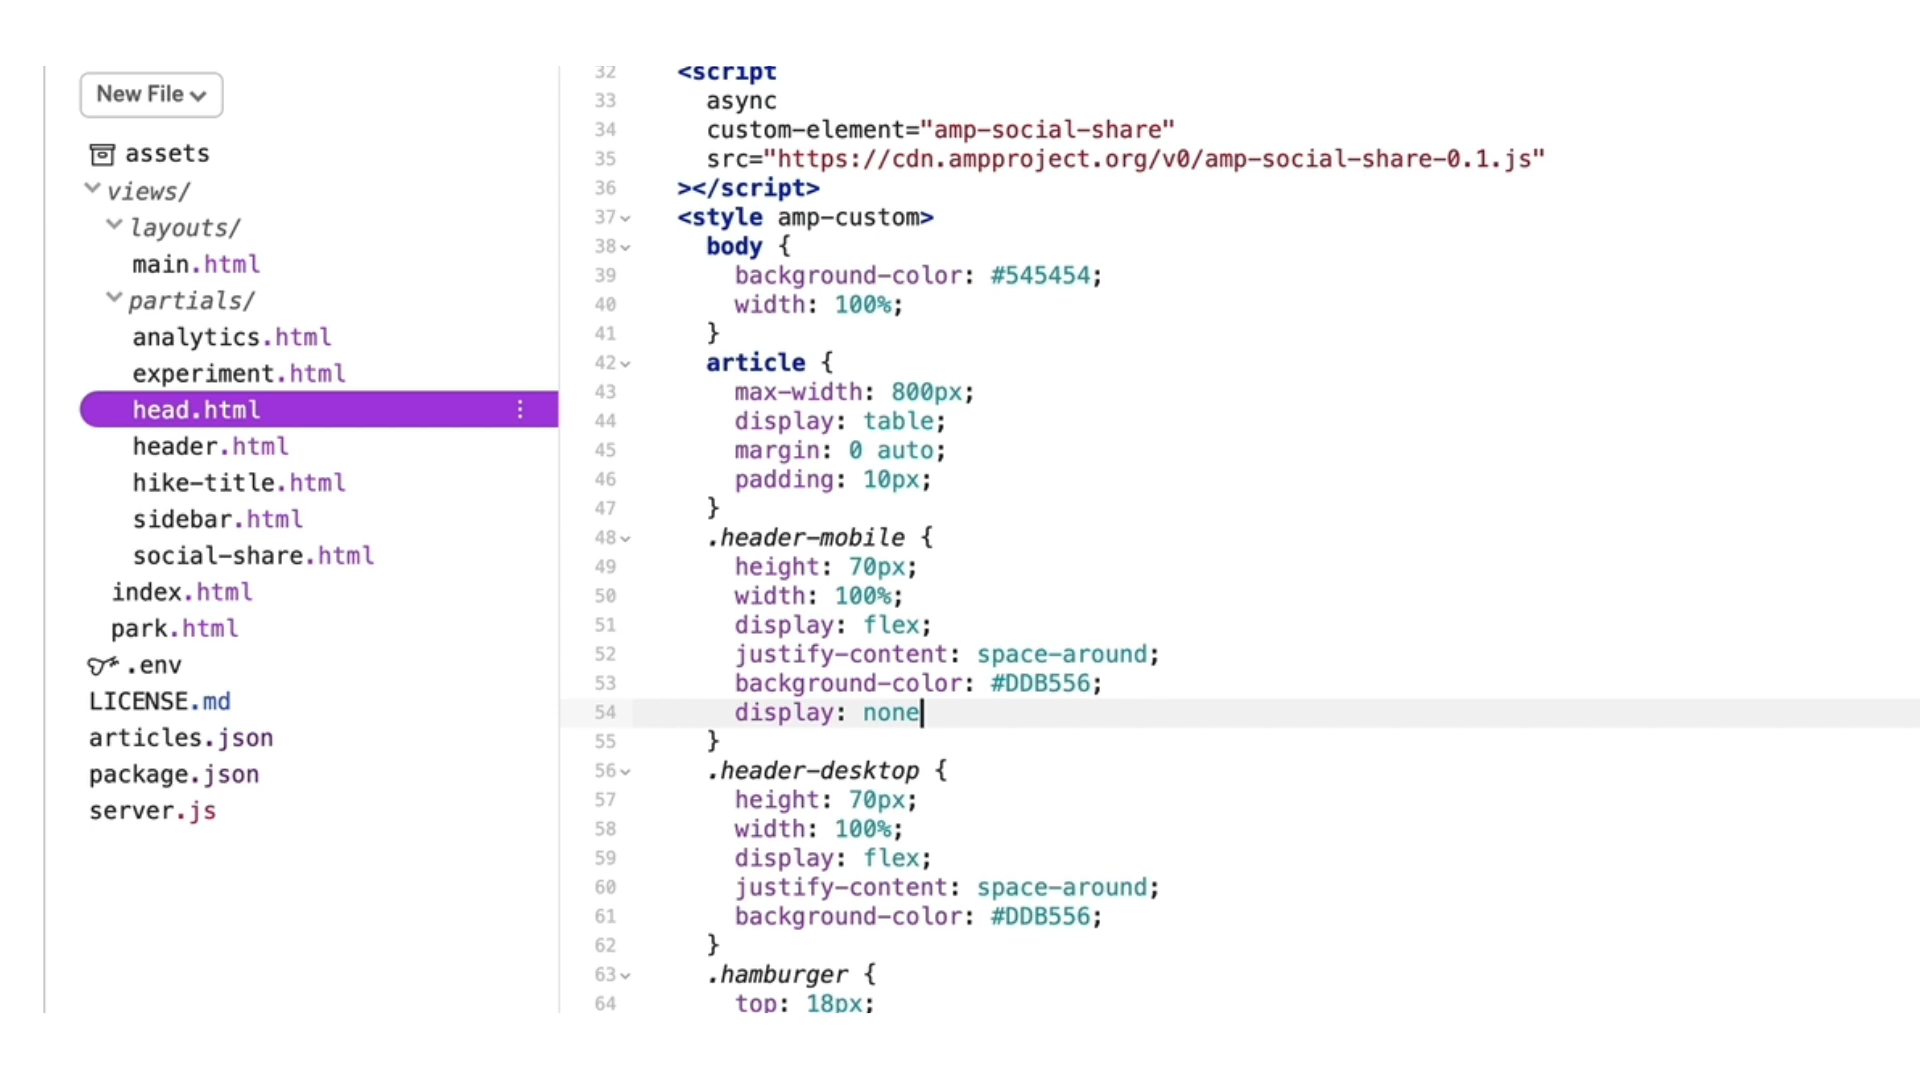 New File
assets
views/
layouts/
main.html
partials/
analytics.html
experiment.html
head.html
header.html
hike-title.html
sidebar.html
social-share.html
index.html
park.html
.env
LICENSE.md
articles.json
package.json
server.js
32 <script
33 async
34 custom-element="amp-social-share"
35 src="https://cdn.ampproject.org/v0/amp-social-share-0.1.js"
36 ></script>
37 <style amp-custom>
38 body {
39 background-color: #545454;
40 width: 100%;
41 }
42 article {
43 max-width: 800px;
44 display: table;
45 margin: 0 auto;
46 padding: 10px;
47 }
48 .header-mobile {
49 height: 70px;
50 width: 100%;
51 display: flex;
52 justify-content: space-around;
53 background-color: #DDB556;
54 display: none
55 }
56 .header-desktop {
57 height: 70px;
58 width: 100%;
59 display: flex;
60 justify-content: space-around;
61 background-color: #DDB556;
62 }
63 .hamburger {
64 top: 18px;